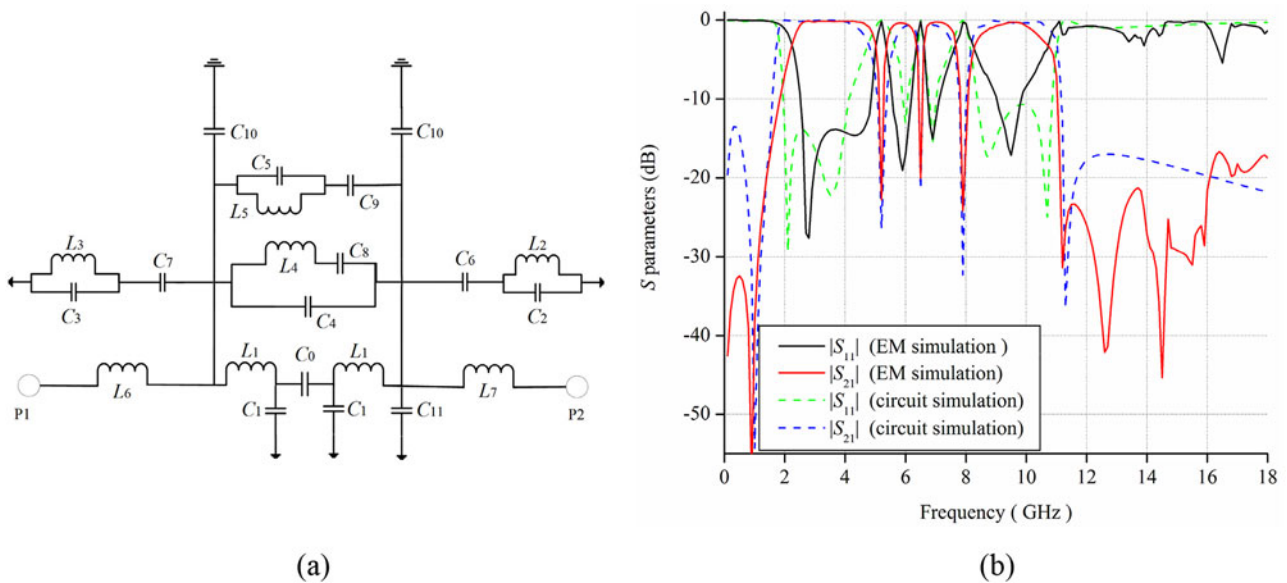 C10
C10
C5
L5
C9
L3
C7
L4
C8
C6
L2
C3
C4
C2
L6
L1
C0
L1
L7
P1
C1
C1
C11
P2
(a)
0
-10
-20
-30
-40
-50
S parameters (dB)
|S11| (EM simulation )
|S21| (EM simulation)
|S11| (circuit simulation)
|S21| (circuit simulation)
0 2 4 6 8 10 12 14 16 18
Frequency ( GHz )
(b)